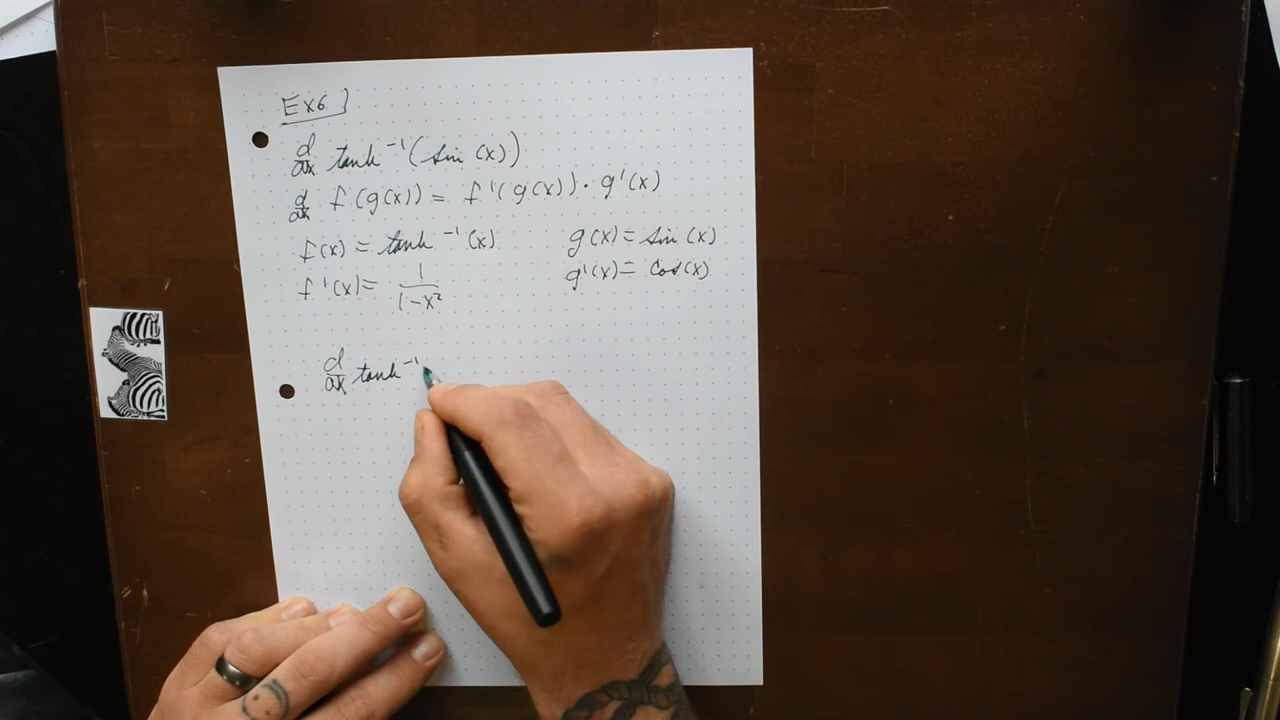 Ex6]
d/dx tanh⁻¹(sin(x))
d/dx f(g(x)) = f'(g(x)) · g'(x)
f(x) = tanh⁻¹(x) g(x) = sin(x)
f'(x) = 1/(1-x²) g'(x) = cos(x)
d/dx tanh⁻¹